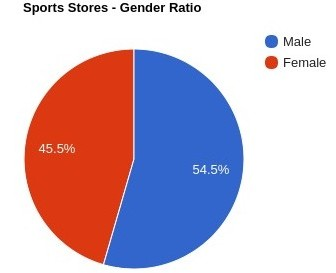 Sports Stores - Gender Ratio
Male
Female
45.5%
54.5%